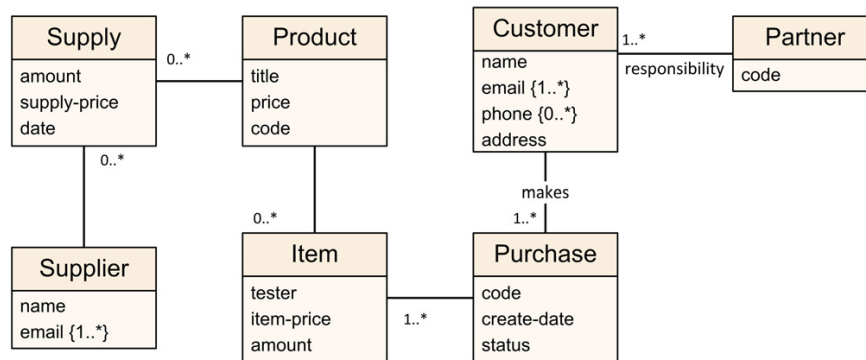 Supply
amount
supply-price
date
0..*
0..*
Product
title
price
code
0..*
Customer
name
email {1..*}
phone {0..*}
address
1..*
responsibility
Partner
code
makes
1..*
Supplier
name
email {1..*}
Item
tester
item-price
amount
1..*
Purchase
code
create-date
status